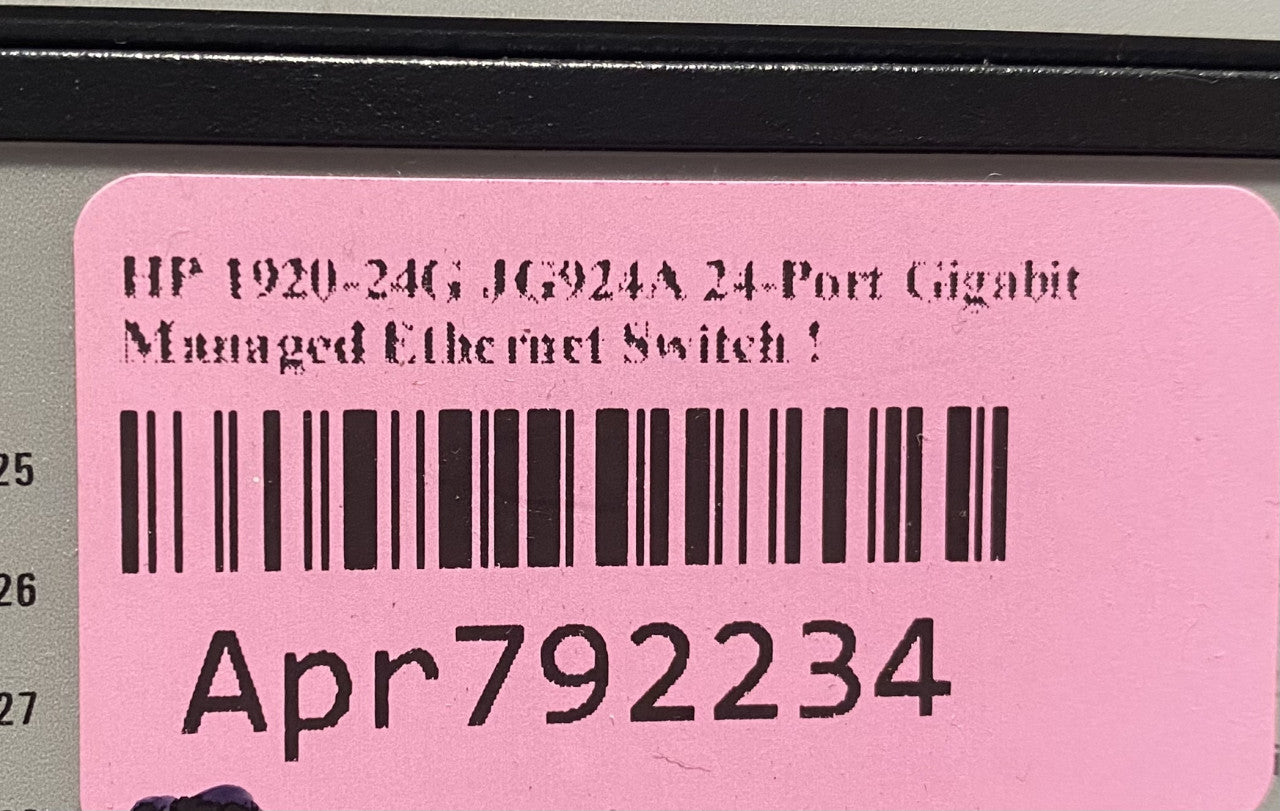 HP 1920-24G JG924A 24-Port Gigabit
Managed Ethernet Switch !
25
26
Apr792234
27